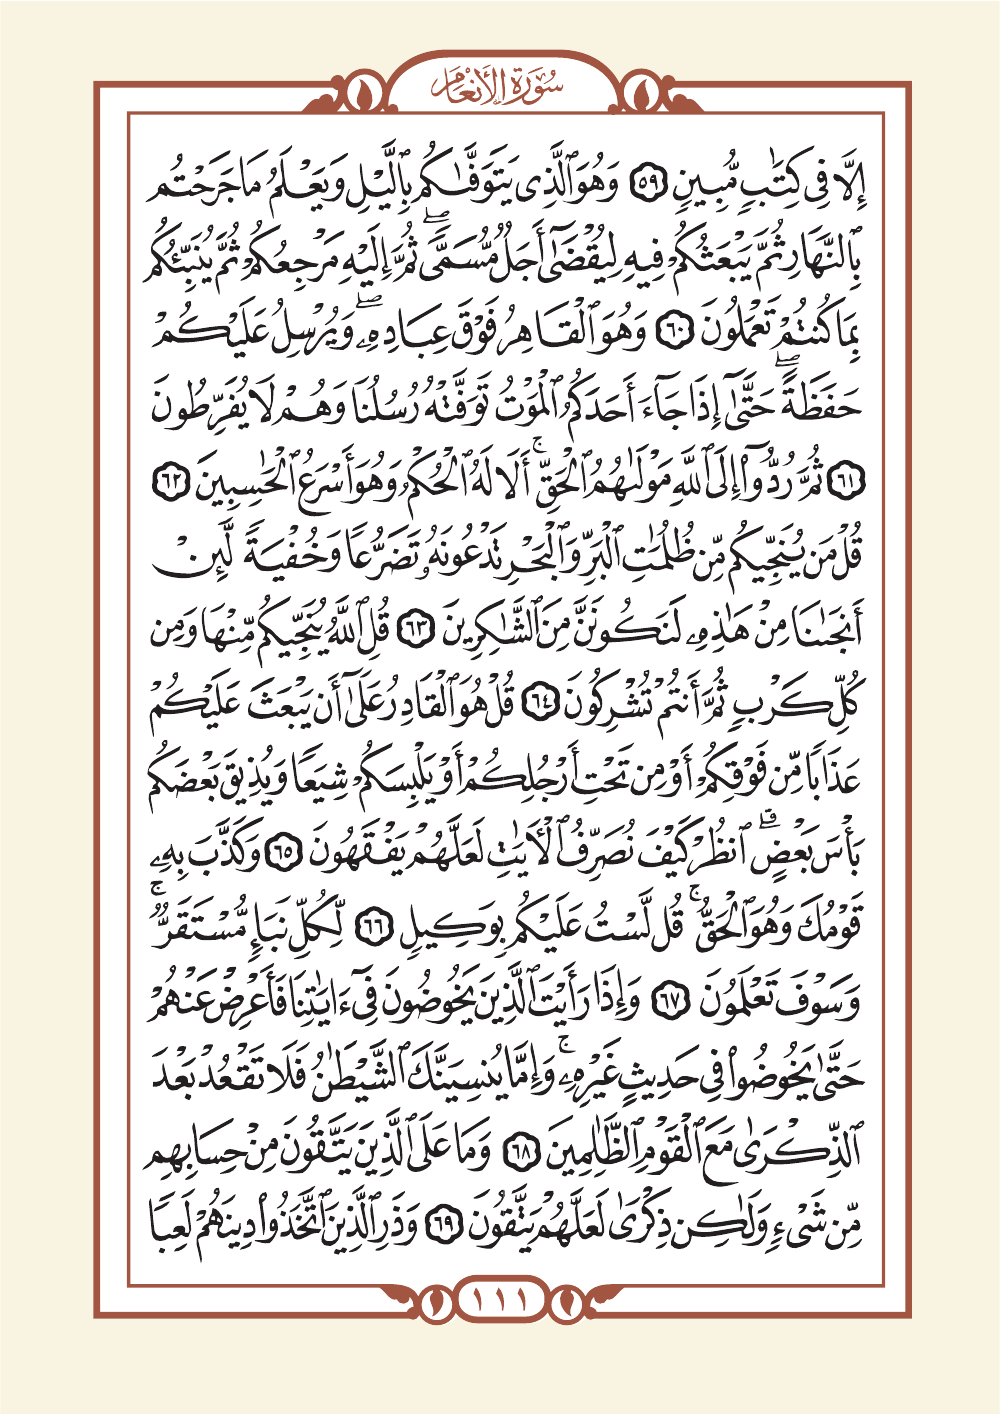 سُورَةُ الْأَنْعَامِ
إِلَّا فِي كِتَٰبٍ مُّبِينٍ ٥٩ وَهُوَ ٱلَّذِي يَتَوَفَّىٰكُم بِٱلَّيْلِ وَيَعْلَمُ مَا جَرَحْتُم
بِٱلنَّهَارِ ثُمَّ يَبْعَثُكُمْ فِيهِ لِيُقْضَىٰٓ أَجَلٌ مُّسَمًّى ۖ ثُمَّ إِلَيْهِ مَرْجِعُكُمْ ثُمَّ يُنَبِّئُكُم
بِمَا كُنتُمْ تَعْمَلُونَ ٦٠ وَهُوَ ٱلْقَاهِرُ فَوْقَ عِبَادِهِۦ ۖ وَيُرْسِلُ عَلَيْكُمْ
حَفَظَةً ۖ حَتَّىٰٓ إِذَا جَآءَ أَحَدَكُمُ ٱلْمَوْتُ تَوَفَّتْهُ رُسُلُنَا وَهُمْ لَا يُفَرِّطُونَ
٦١ ثُمَّ رُدُّوٓا۟ إِلَى ٱللَّهِ مَوْلَىٰهُمُ ٱلْحَقِّ ۚ أَلَا لَهُ ٱلْحُكْمُ وَهُوَ أَسْرَعُ ٱلْحَٰسِبِينَ ٦٢
قُلْ مَن يُنَجِّيكُم مِّن ظُلُمَٰتِ ٱلْبَرِّ وَٱلْبَحْرِ تَدْعُونَهُۥ تَضَرُّعًا وَخُفْيَةً لَّئِنْ
أَنجَىٰنَا مِنْ هَٰذِهِۦ لَنَكُونَنَّ مِنَ ٱلشَّٰكِرِينَ ٦٣ قُلِ ٱللَّهُ يُنَجِّيكُم مِّنْهَا وَمِن
كُلِّ كَرْبٍ ثُمَّ أَنتُمْ تُشْرِكُونَ ٦٤ قُلْ هُوَ ٱلْقَادِرُ عَلَىٰٓ أَن يَبْعَثَ عَلَيْكُمْ
عَذَابًا مِّن فَوْقِكُمْ أَوْ مِن تَحْتِ أَرْجُلِكُمْ أَوْ يَلْبِسَكُمْ شِيَعًا وَيُذِيقَ بَعْضَكُم
بَأْسَ بَعْضٍ ۗ ٱنظُرْ كَيْفَ نُصَرِّفُ ٱلْأَيَٰتِ لَعَلَّهُمْ يَفْقَهُونَ ٦٥ وَكَذَّبَ بِهِۦ
قَوْمُكَ وَهُوَ ٱلْحَقُّ ۚ قُل لَّسْتُ عَلَيْكُم بِوَكِيلٍ ٦٦ لِّكُلِّ نَبَإٍ مُّسْتَقَرٌّ ۚ
وَسَوْفَ تَعْلَمُونَ ٦٧ وَإِذَا رَأَيْتَ ٱلَّذِينَ يَخُوضُونَ فِيٓ ءَايَٰتِنَا فَأَعْرِضْ عَنْهُمْ
حَتَّىٰ يَخُوضُوا۟ فِي حَدِيثٍ غَيْرِهِۦ ۚ وَإِمَّا يُنسِيَنَّكَ ٱلشَّيْطَٰنُ فَلَا تَقْعُدْ بَعْدَ
ٱلذِّكْرَىٰ مَعَ ٱلْقَوْمِ ٱلظَّٰلِمِينَ ٦٨ وَمَا عَلَى ٱلَّذِينَ يَتَّقُونَ مِنْ حِسَابِهِم
مِّن شَىْءٍ وَلَٰكِن ذِكْرَىٰ لَعَلَّهُمْ يَتَّقُونَ ٦٩ وَذَرِ ٱلَّذِينَ ٱتَّخَذُوا۟ دِينَهُمْ لَعِبًا
١١١